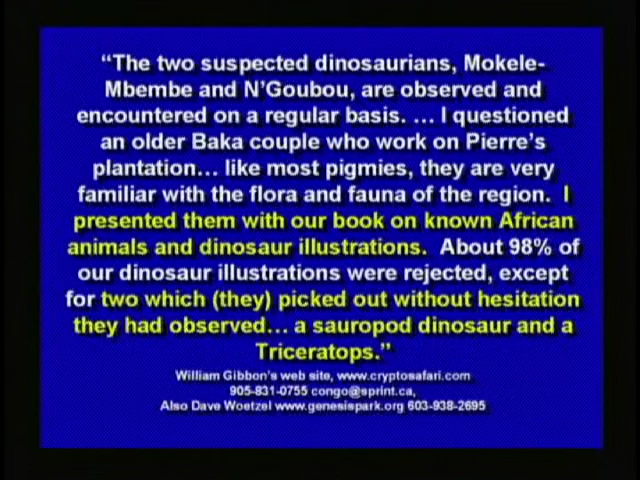 “The two suspected dinosaurians, Mokele-
Mbembe and N’Goubou, are observed and
encountered on a regular basis. … I questioned
an older Baka couple who work on Pierre’s
plantation… like most pigmies, they are very
familiar with the flora and fauna of the region. I
presented them with our book on known African
animals and dinosaur illustrations. About 98% of
our dinosaur illustrations were rejected, except
for two which (they) picked out without hesitation
they had observed… a sauropod dinosaur and a
Triceratops.”
William Gibbon’s web site, www.cryptosafari.com
905-831-0755 congo@sprint.ca,
Also Dave Woetzel www.genesispark.org 603-938-2695